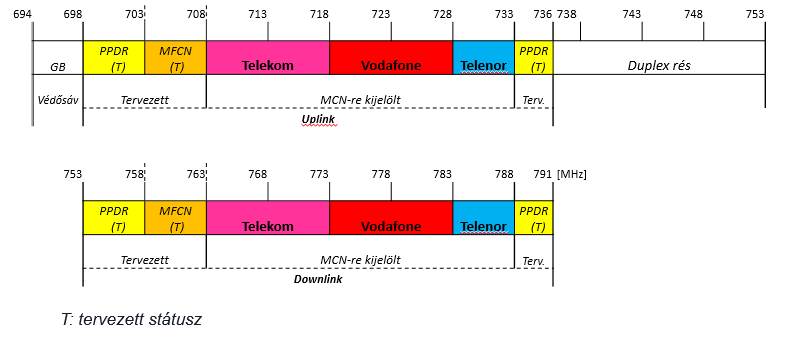 694 698 703 708 713 718 723 728 733 736 738 743 748 753
PPDR MFCN PPDR
GB (T) (T) Telekom Vodafone Telenor (T) Duplex rés
Védősáv Tervezett MCN-re kijelölt Terv.
Uplink
753 758 763 768 773 778 783 788 791 [MHz]
PPDR MFCN PPDR
(T) (T) Telekom Vodafone Telenor (T)
Tervezett MCN-re kijelölt Terv.
Downlink
T: tervezett státusz